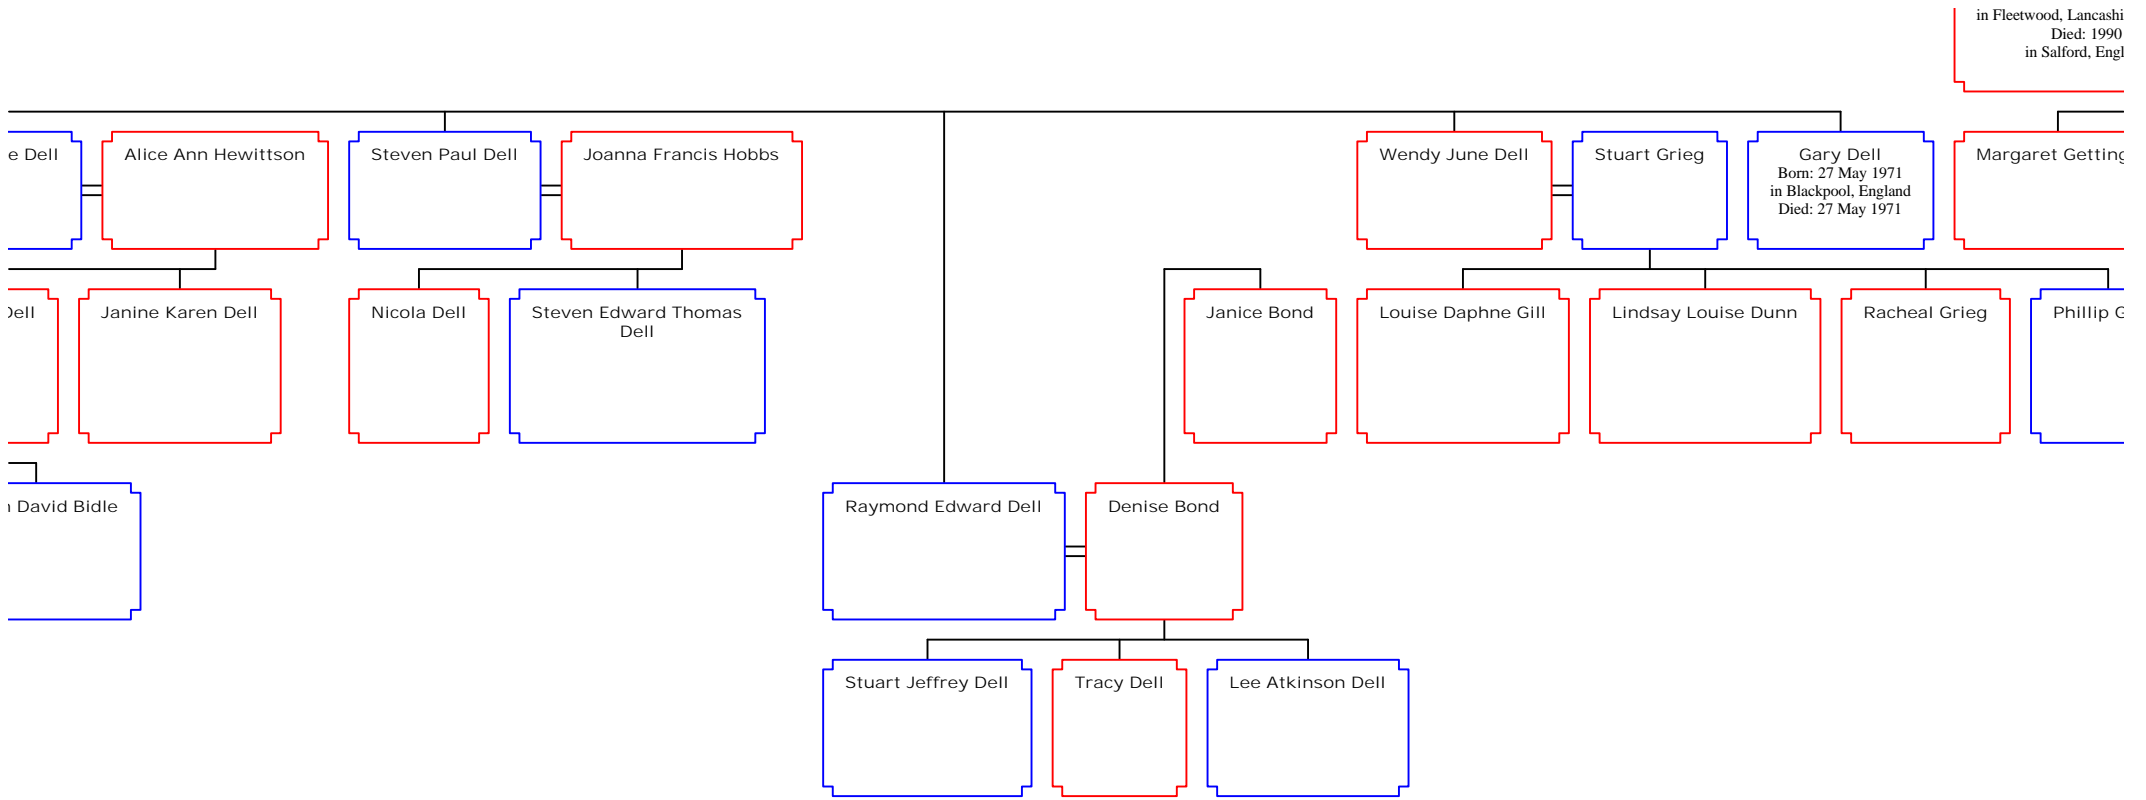 in Fleetwood, Lancashi
Died: 1990
in Salford, Engl
e Dell
Alice Ann Hewittson
Steven Paul Dell
Joanna Francis Hobbs
Wendy June Dell
Stuart Grieg
Gary Dell
Born: 27 May 1971
in Blackpool, England
Died: 27 May 1971
Margaret Getting
Dell
Janine Karen Dell
Nicola Dell
Steven Edward Thomas
Dell
Janice Bond
Louise Daphne Gill
Lindsay Louise Dunn
Racheal Grieg
Phillip G
David Bidle
Raymond Edward Dell
Denise Bond
Stuart Jeffrey Dell
Tracy Dell
Lee Atkinson Dell